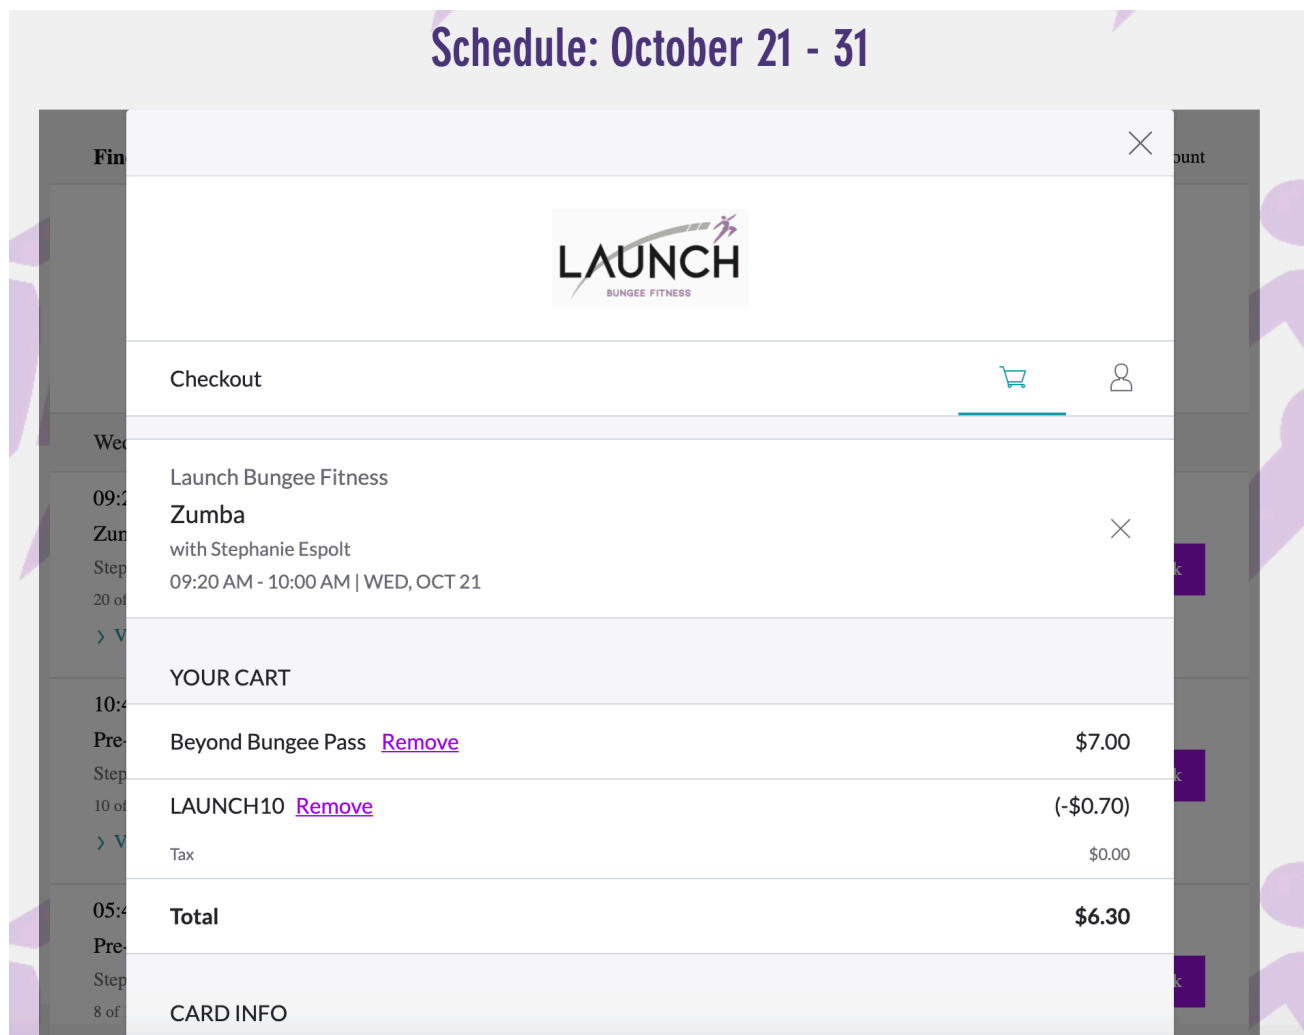 Schedule: October 21 - 31
LAUNCH
BUNGEE FITNESS
Checkout
Launch Bungee Fitness
Zumba
with Stephanie Espolt
09:20 AM - 10:00 AM | WED, OCT 21
YOUR CART
Beyond Bungee Pass Remove $7.00
LAUNCH10 Remove (-$0.70)
Tax $0.00
Total $6.30
CARD INFO